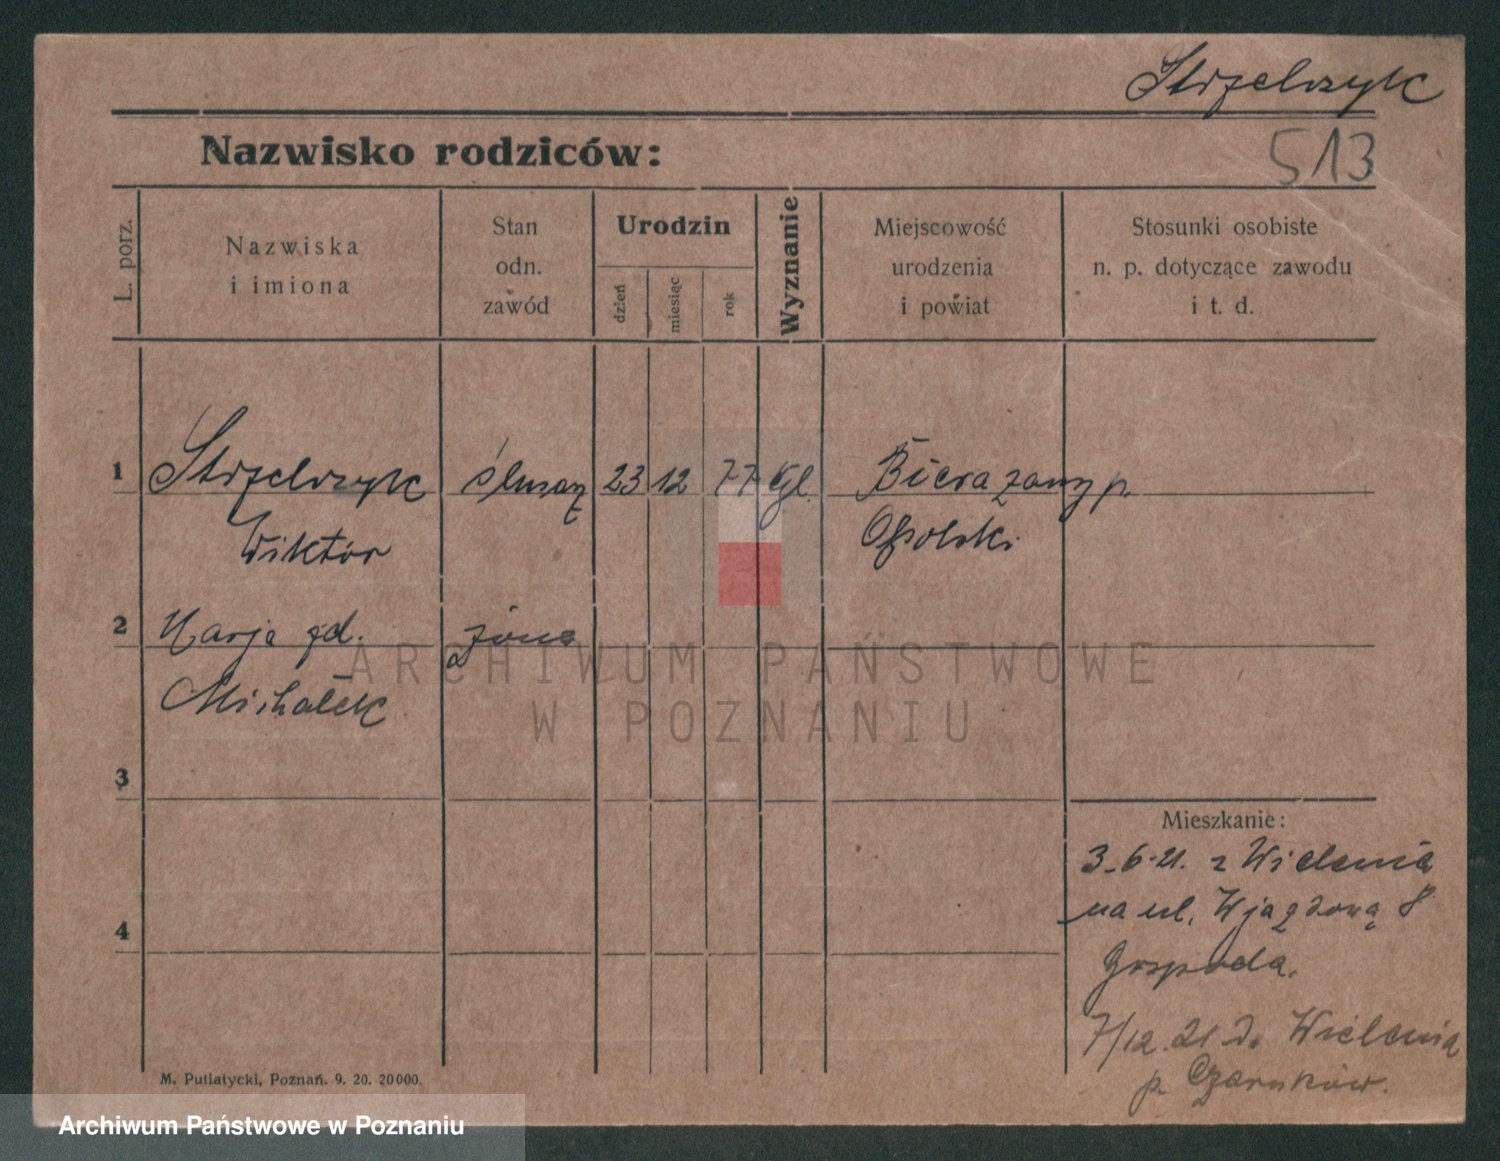 Strzelczyk
513
Nazwisko rodziców:
L. porz.
Nazwiska
i imiona
Stan
odn.
zawód
Urodzin
dzień
miesiąc
rok
Wyznanie
Miejscowość
urodzenia
i powiat
Stosunki osobiste
n. p. dotyczące zawodu
i t. d.
1 Strzelczyk ślusarz 23 12 77 p.
Wiktor Opolski
2 Marja żona
Michałek
3
4
Mieszkanie:
3.6.21. z Wielenia
na ul. Wjazdową 8
Gospoda.
7/12.21 do Wielenia
p. Czarnków.
M. Putiatycki, Poznań. 9. 20. 20000.
ARCHIWUM PAŃSTWOWE
W POZNANIU
Archiwum Państwowe w Poznaniu